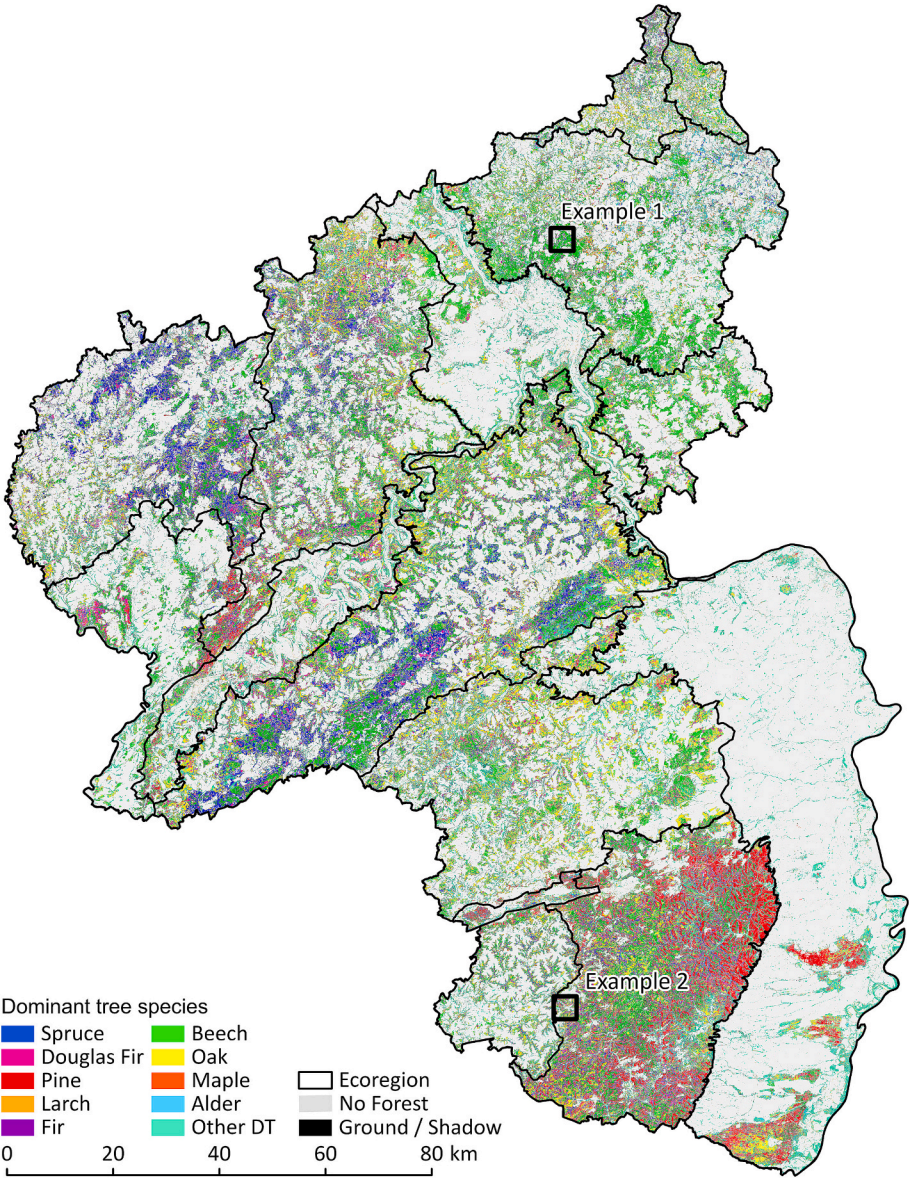 Example 1
Example 2
Dominant tree species
Spruce
Douglas Fir
Pine
Larch
Fir
Beech
Oak
Maple
Alder
Other DT
Ecoregion
No Forest
Ground / Shadow
0 20 40 60 80 km